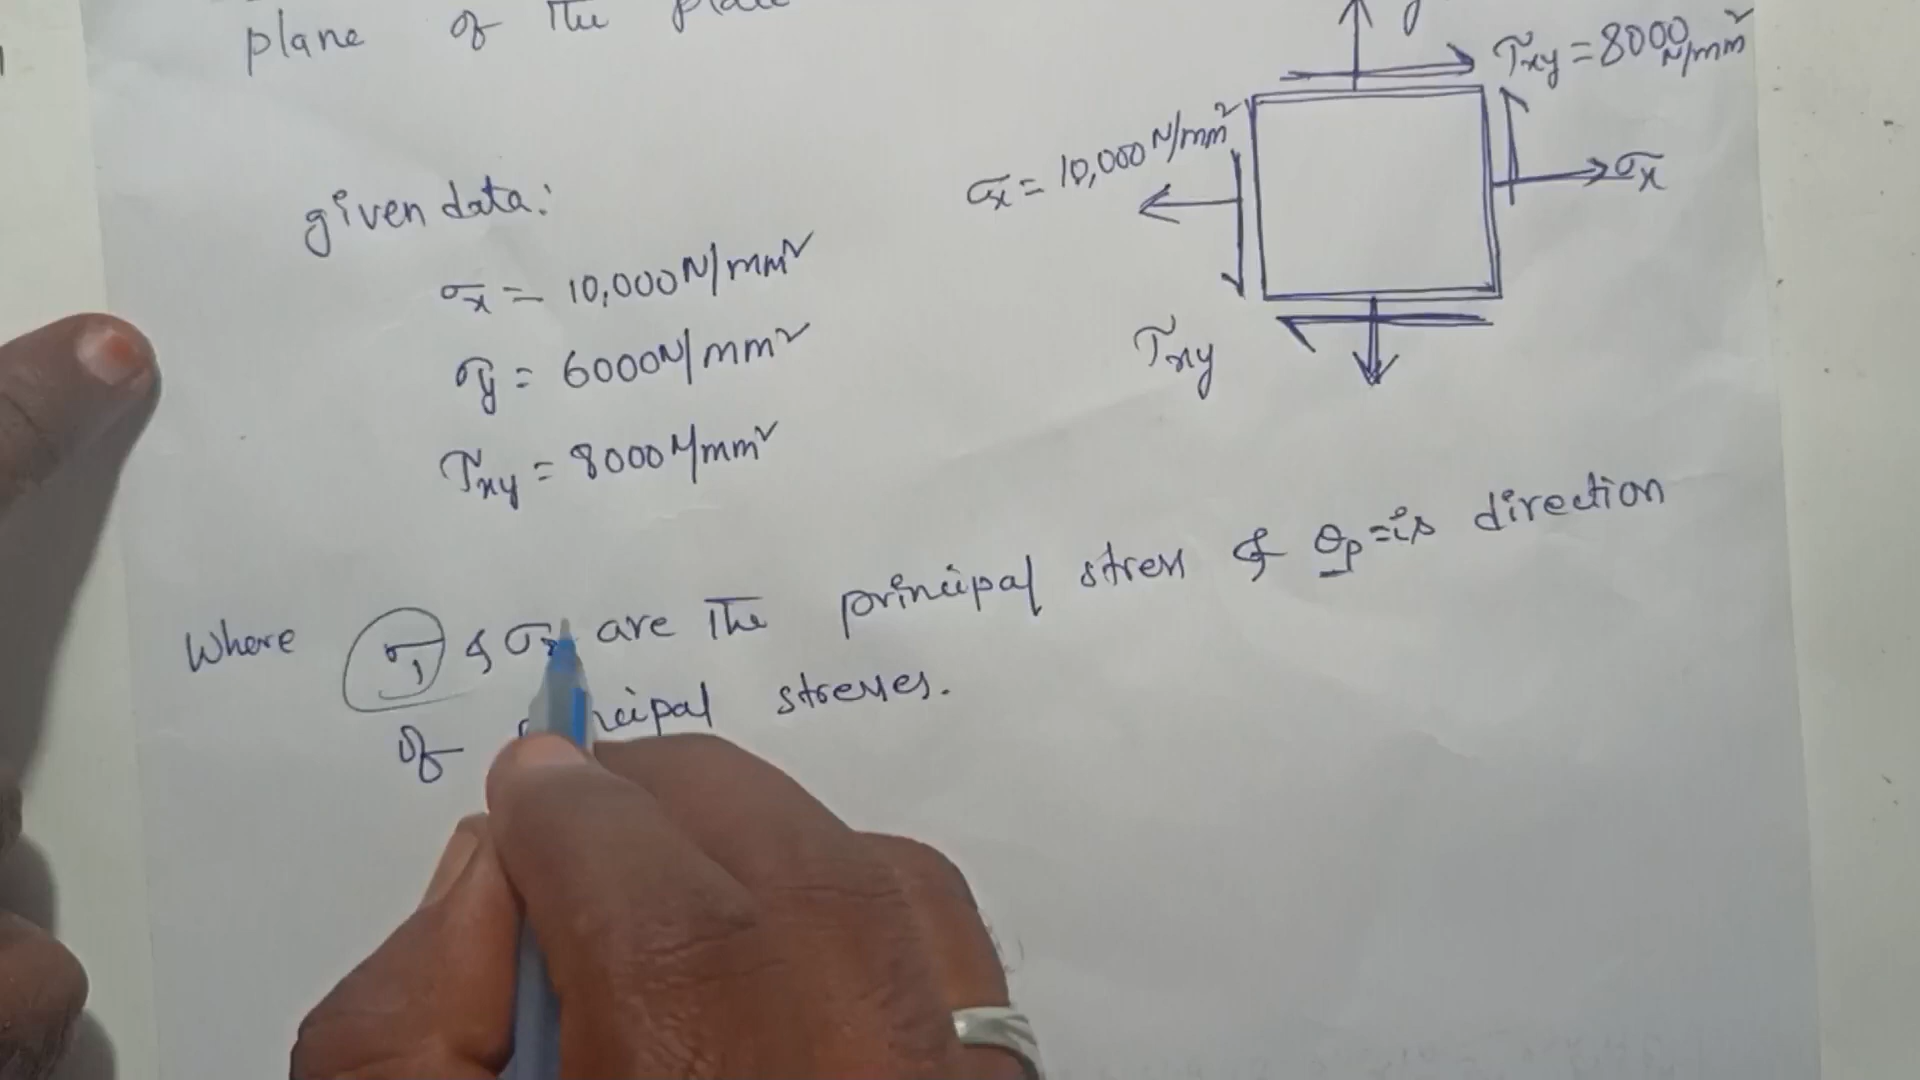 plane of the
given data:
σx = 10,000 N/mm²
σy = 6000 N/mm²
τxy = 8000 N/mm²
τxy = 8000 N/mm²
σx = 10,000 N/mm²
σx
τxy
Where σ1 & σ2 are the principal stress & θp = is direction
of stresses.